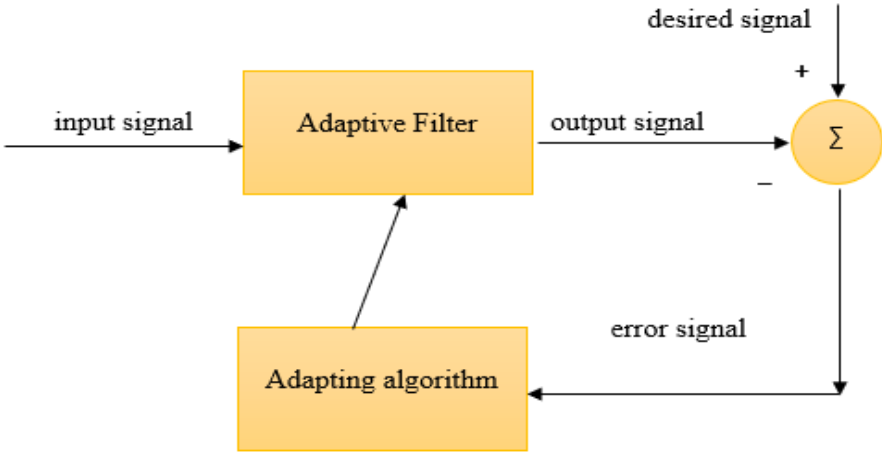 desired signal
+
input signal
Adaptive Filter
output signal
Σ
–
error signal
Adapting algorithm